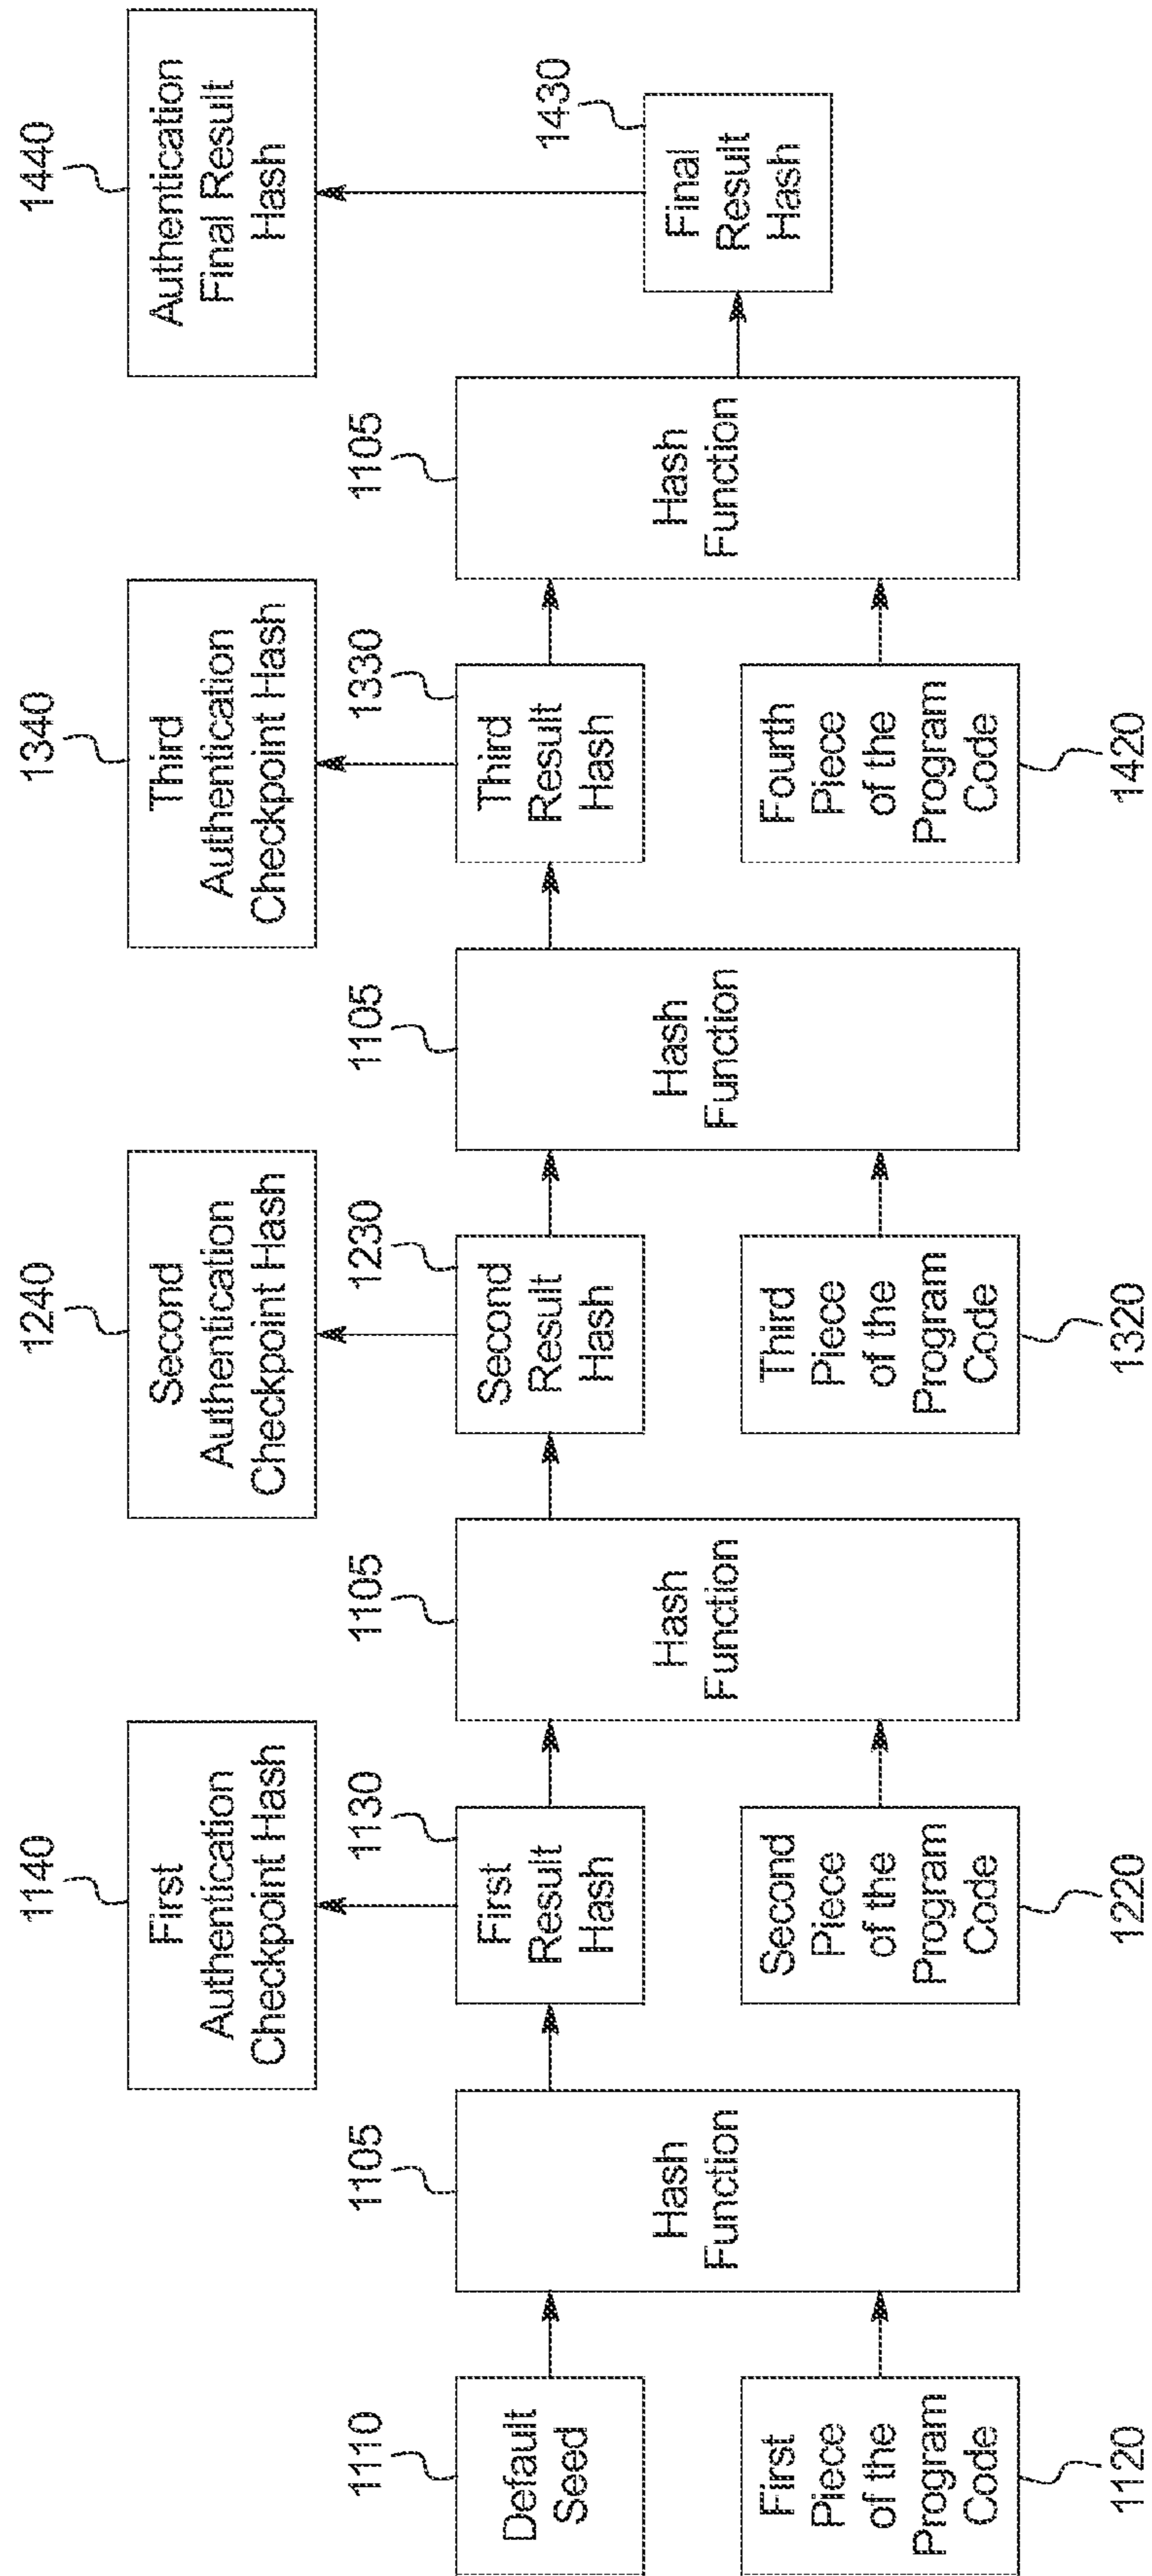 1140
First
Authentication
Checkpoint Hash
1240
Second
Authentication
Checkpoint Hash
1340
Third
Authentication
Checkpoint Hash
1440
Authentication
Final Result
Hash
1110
Default
Seed
1105
Hash
Function
1130
First
Result
Hash
1105
Hash
Function
1230
Second
Result
Hash
1105
Hash
Function
1330
Third
Result
Hash
1105
Hash
Function
1430
Final
Result
Hash
First
Piece
of the
Program
Code
1120
Second
Piece
of the
Program
Code
1220
Third
Piece
of the
Program
Code
1320
Fourth
Piece
of the
Program
Code
1420